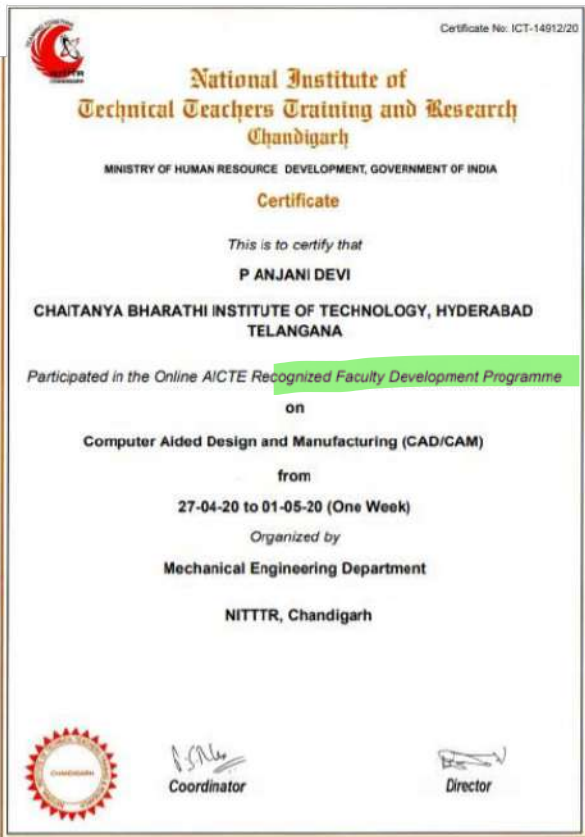 Certificate No: ICT-14912/20
NITTTR
CHANDIGARH
National Institute of
Technical Teachers Training and Research
Chandigarh
MINISTRY OF HUMAN RESOURCE DEVELOPMENT, GOVERNMENT OF INDIA
Certificate
This is to certify that
P ANJANI DEVI
CHAITANYA BHARATHI INSTITUTE OF TECHNOLOGY, HYDERABAD
TELANGANA
Participated in the Online AICTE Recognized Faculty Development Programme
on
Computer Aided Design and Manufacturing (CAD/CAM)
from
27-04-20 to 01-05-20 (One Week)
Organized by
Mechanical Engineering Department
NITTTR, Chandigarh
CHANDIGARH
Coordinator
Director